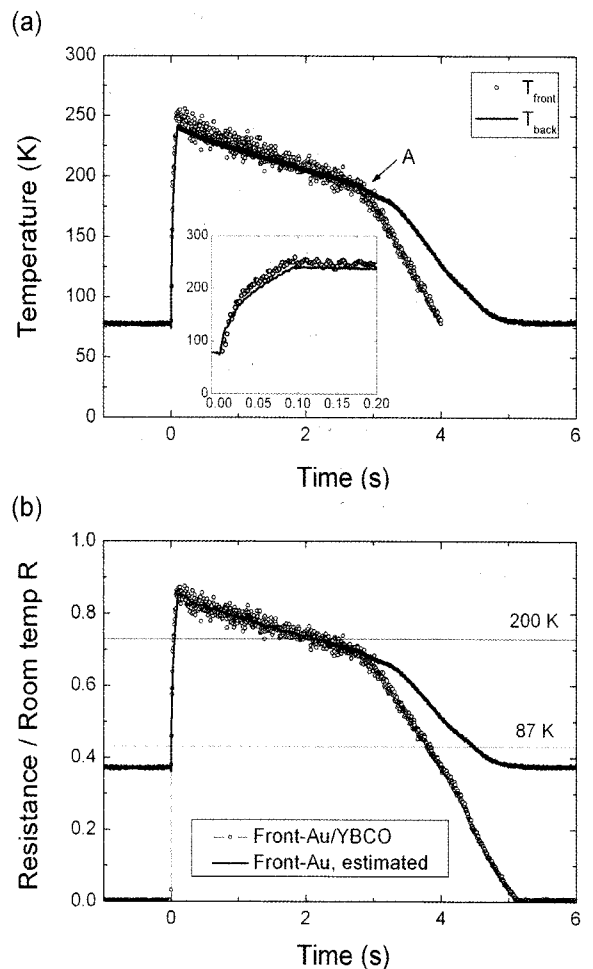 (a)
300
250
200
150
100
50
0
Temperature (K)
T_front
T_back
A
300
200
100
0
0.00 0.05 0.10 0.15 0.20
0 2 4 6
Time (s)
(b)
1.0
0.8
0.6
0.4
0.2
0.0
Resistance / Room temp R
200 K
87 K
Front-Au/YBCO
Front-Au, estimated
0 2 4 6
Time (s)